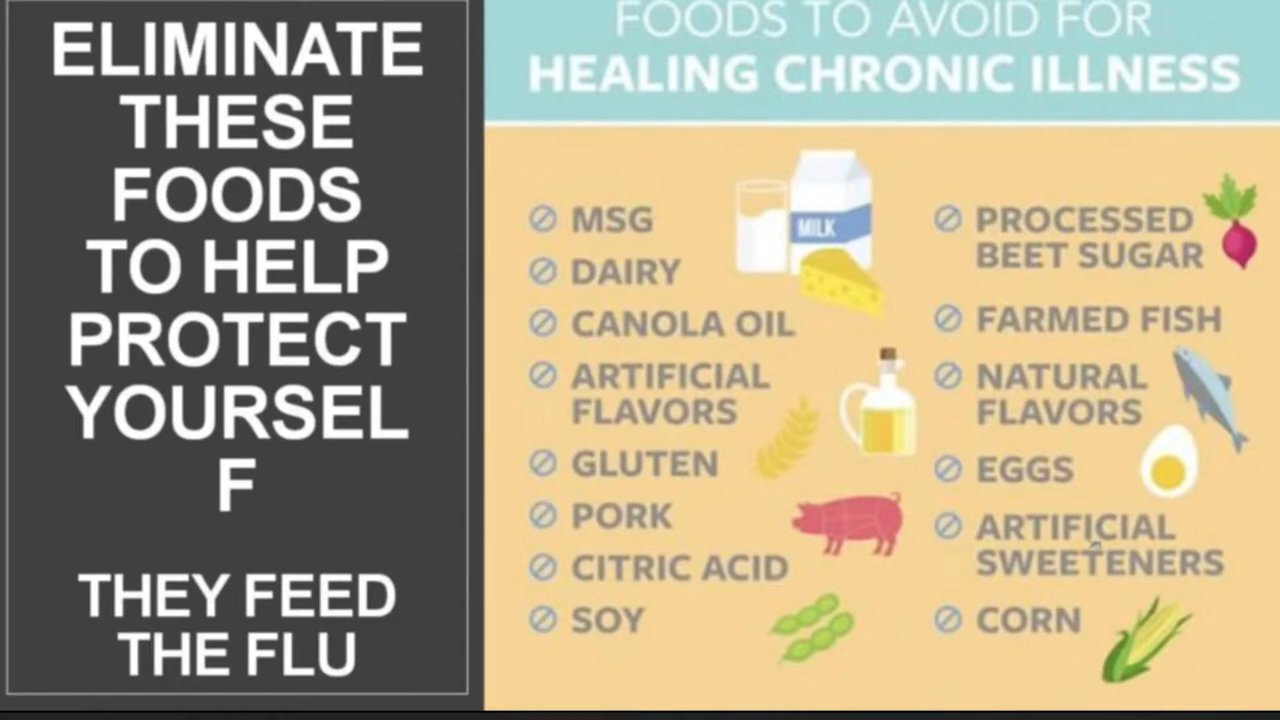 ELIMINATE
THESE
FOODS
TO HELP
PROTECT
YOURSEL
F
THEY FEED
THE FLU
FOODS TO AVOID FOR
HEALING CHRONIC ILLNESS
MSG
DAIRY
CANOLA OIL
ARTIFICIAL
FLAVORS
GLUTEN
PORK
CITRIC ACID
SOY
MILK
PROCESSED
BEET SUGAR
FARMED FISH
NATURAL
FLAVORS
EGGS
ARTIFICIAL
SWEETENERS
CORN